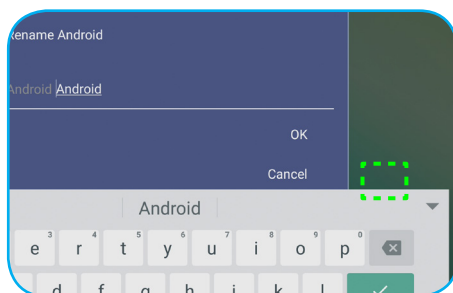 Rename Android
Android Android
OK
Cancel
Android
e 3 r 4 t 5 y 6 u 7 i 8 o 9 p 0
d f g h j k l